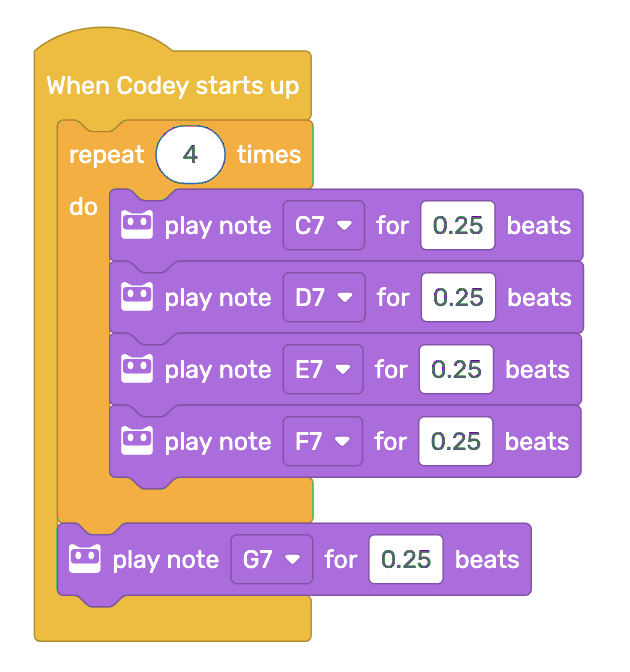 When Codey starts up
repeat 4 times
do
play note C7 for 0.25 beats
play note D7 for 0.25 beats
play note E7 for 0.25 beats
play note F7 for 0.25 beats
play note G7 for 0.25 beats